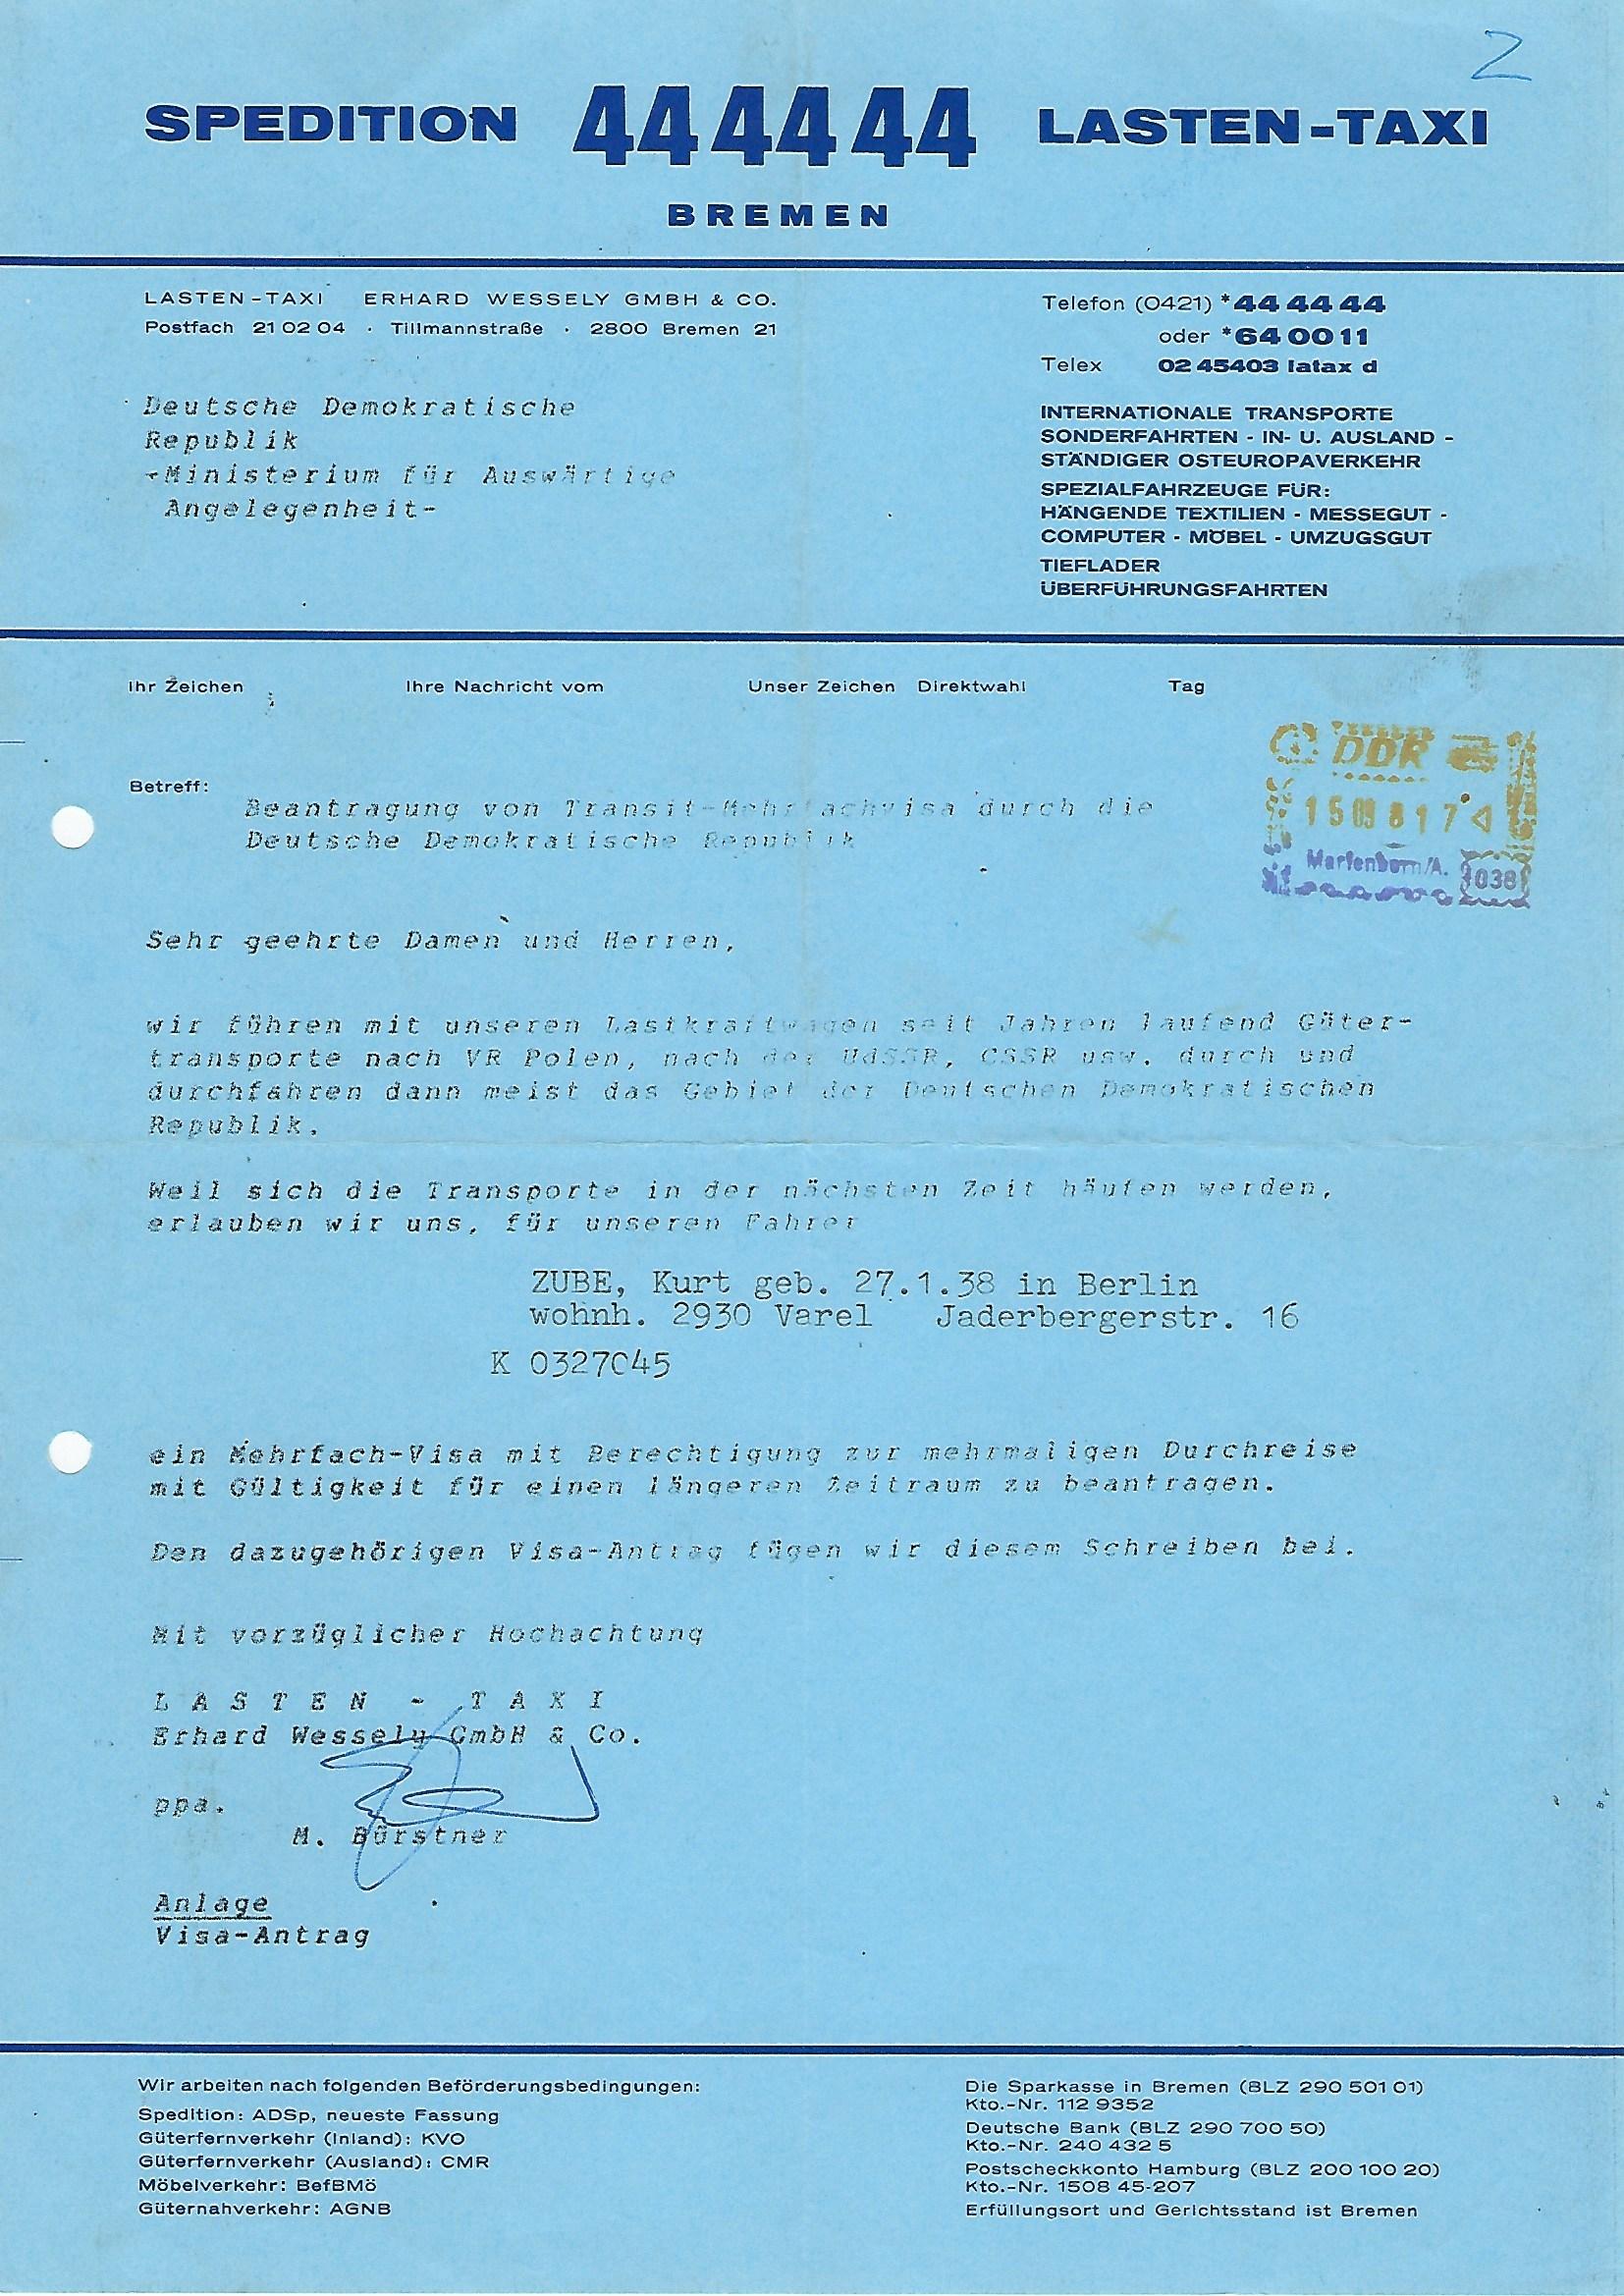 2
SPEDITION 44 44 44 LASTEN-TAXI
BREMEN
LASTEN-TAXI ERHARD WESSELY GMBH & CO.
Postfach 21 02 04 · Tillmannstraße · 2800 Bremen 21
Telefon (0421) *44 44 44
oder *64 00 11
Telex 02 45403 latax d
Deutsche Demokratische
Republik
-Ministerium für Auswärtige
Angelegenheit-
INTERNATIONALE TRANSPORTE
SONDERFAHRTEN - IN- U. AUSLAND -
STÄNDIGER OSTEUROPAVERKEHR
SPEZIALFAHRZEUGE FÜR:
HÄNGENDE TEXTILIEN - MESSEGUT -
COMPUTER - MÖBEL - UMZUGSGUT
TIEFLADER
ÜBERFÜHRUNGSFAHRTEN
Ihr Zeichen Ihre Nachricht vom Unser Zeichen Direktwahl Tag
DDR
15 09 81 7
Marienborn/A. 038
Betreff:
Beantragung von Transit-Mehrfachvisa durch die
Deutsche Demokratische Republik
Sehr geehrte Damen und Herren,
wir führen mit unseren Lastkraftwagen seit Jahren laufend Güter-
transporte nach VR Polen, nach der UdSSR, CSSR usw. durch und
durchfahren dann meist das Gebiet der Deutschen Demokratischen
Republik.
Weil sich die Transporte in der nächsten Zeit häufen werden,
erlauben wir uns, für unseren Fahrer
ZUBE, Kurt geb. 27.1.38 in Berlin
wohnh. 2930 Varel Jaderbergerstr. 16
K 0327045
ein Mehrfach-Visa mit Berechtigung zur mehrmaligen Durchreise
mit Gültigkeit für einen längeren Zeitraum zu beantragen.
Den dazugehörigen Visa-Antrag fügen wir diesem Schreiben bei.
Mit vorzüglicher Hochachtung
L A S T E N - T A X I
Erhard Wessely GmbH & Co.
ppa.
M. Bürstner
Anlage
Visa-Antrag
Wir arbeiten nach folgenden Beförderungsbedingungen:
Spedition: ADSp, neueste Fassung
Güterfernverkehr (Inland): KVO
Güterfernverkehr (Ausland): CMR
Möbelverkehr: BefBMö
Güternahverkehr: AGNB
Die Sparkasse in Bremen (BLZ 290 501 01)
Kto.-Nr. 112 9352
Deutsche Bank (BLZ 290 700 50)
Kto.-Nr. 240 432 5
Postscheckkonto Hamburg (BLZ 200 100 20)
Kto.-Nr. 1508 45-207
Erfüllungsort und Gerichtsstand ist Bremen